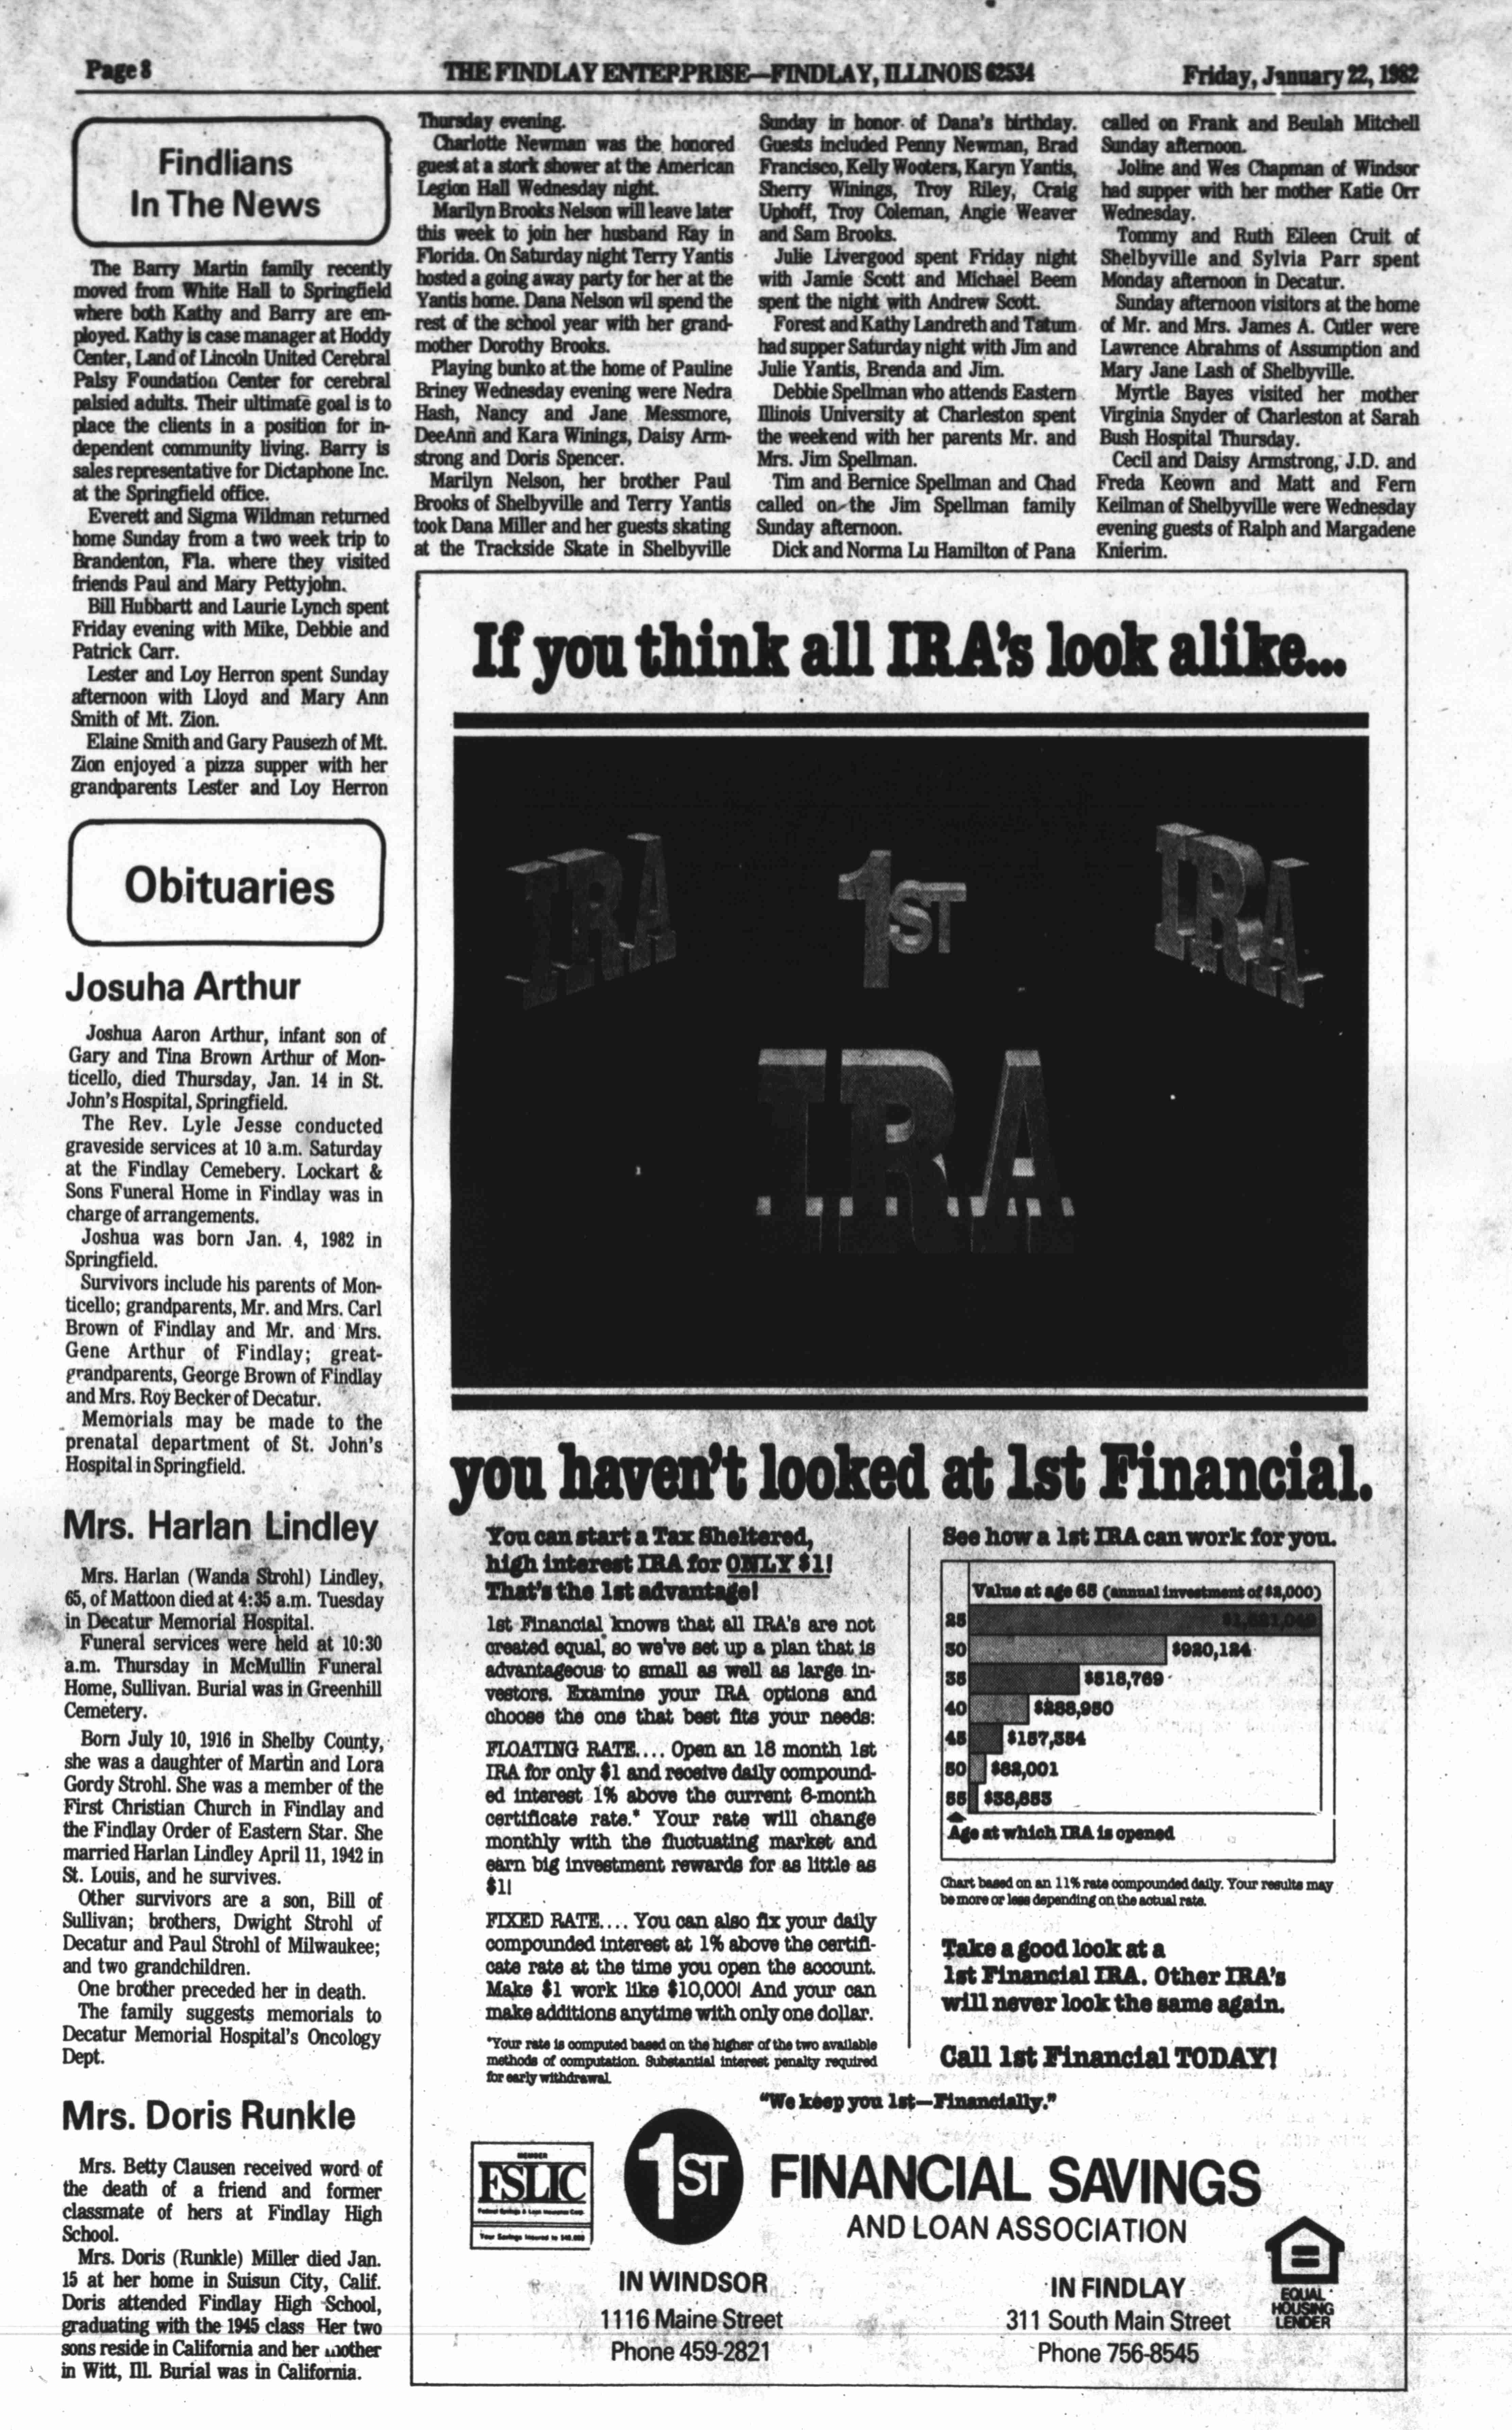 Page 8
THE FINDLAY ENTERPRISE—FINDLAY, ILLINOIS 62534
Friday, January 22, 1982
Findlians
In The News
The Barry Martin family recently
moved from White Hall to Springfield
where both Kathy and Barry are em-
ployed. Kathy is case manager at Hoddy
Center, Land of Lincoln United Cerebral
Palsy Foundation Center for cerebral
palsied adults. Their ultimate goal is to
place the clients in a position for in-
dependent community living. Barry is
sales representative for Dictaphone Inc.
at the Springfield office.
Everett and Sigma Wildman returned
home Sunday from a two week trip to
Brandenton, Fla. where they visited
friends Paul and Mary Pettyjohn.
Bill Hubbartt and Laurie Lynch spent
Friday evening with Mike, Debbie and
Patrick Carr.
Lester and Loy Herron spent Sunday
afternoon with Lloyd and Mary Ann
Smith of Mt. Zion.
Elaine Smith and Gary Pausezh of Mt.
Zion enjoyed a pizza supper with her
grandparents Lester and Loy Herron
Thursday evening.
Charlotte Newman was the honored
guest at a stork shower at the American
Legion Hall Wednesday night.
Marilyn Brooks Nelson will leave later
this week to join her husband Ray in
Florida. On Saturday night Terry Yantis
hosted a going away party for her at the
Yantis home. Dana Nelson wil spend the
rest of the school year with her grand-
mother Dorothy Brooks.
Playing bunko at the home of Pauline
Briney Wednesday evening were Nedra
Hash, Nancy and Jane Messmore,
DeeAnn and Kara Winings, Daisy Arm-
strong and Doris Spencer.
Marilyn Nelson, her brother Paul
Brooks of Shelbyville and Terry Yantis
took Dana Miller and her guests skating
at the Trackside Skate in Shelbyville
Sunday in honor of Dana's birthday.
Guests included Penny Newman, Brad
Francisco, Kelly Wooters, Karyn Yantis,
Sherry Winings, Troy Riley, Craig
Uphoff, Troy Coleman, Angie Weaver
and Sam Brooks.
Julie Livergood spent Friday night
with Jamie Scott and Michael Beem
spent the night with Andrew Scott.
Forest and Kathy Landreth and Tatum
had supper Saturday night with Jim and
Julie Yantis, Brenda and Jim.
Debbie Spellman who attends Eastern
Illinois University at Charleston spent
the weekend with her parents Mr. and
Mrs. Jim Spellman.
Tim and Bernice Spellman and Chad
called on the Jim Spellman family
Sunday afternoon.
Dick and Norma Lu Hamilton of Pana
called on Frank and Beulah Mitchell
Sunday afternoon.
Joline and Wes Chapman of Windsor
had supper with her mother Katie Orr
Wednesday.
Tommy and Ruth Eileen Cruit of
Shelbyville and Sylvia Parr spent
Monday afternoon in Decatur.
Sunday afternoon visitors at the home
of Mr. and Mrs. James A. Cutler were
Lawrence Abrahms of Assumption and
Mary Jane Lash of Shelbyville.
Myrtle Bayes visited her mother
Virginia Snyder of Charleston at Sarah
Bush Hospital Thursday.
Cecil and Daisy Armstrong, J.D. and
Freda Keown and Matt and Fern
Keilman of Shelbyville were Wednesday
evening guests of Ralph and Margadene
Knierim.
Obituaries
Josuha Arthur
Joshua Aaron Arthur, infant son of
Gary and Tina Brown Arthur of Mon-
ticello, died Thursday, Jan. 14 in St.
John's Hospital, Springfield.
The Rev. Lyle Jesse conducted
graveside services at 10 a.m. Saturday
at the Findlay Cemebery. Lockart &
Sons Funeral Home in Findlay was in
charge of arrangements.
Joshua was born Jan. 4, 1982 in
Springfield.
Survivors include his parents of Mon-
ticello; grandparents, Mr. and Mrs. Carl
Brown of Findlay and Mr. and Mrs.
Gene Arthur of Findlay; great-
grandparents, George Brown of Findlay
and Mrs. Roy Becker of Decatur.
Memorials may be made to the
prenatal department of St. John's
Hospital in Springfield.
Mrs. Harlan Lindley
Mrs. Harlan (Wanda Strohl) Lindley,
65, of Mattoon died at 4:35 a.m. Tuesday
in Decatur Memorial Hospital.
Funeral services were held at 10:30
a.m. Thursday in McMullin Funeral
Home, Sullivan. Burial was in Greenhill
Cemetery.
Born July 10, 1916 in Shelby County,
she was a daughter of Martin and Lora
Gordy Strohl. She was a member of the
First Christian Church in Findlay and
the Findlay Order of Eastern Star. She
married Harlan Lindley April 11, 1942 in
St. Louis, and he survives.
Other survivors are a son, Bill of
Sullivan; brothers, Dwight Strohl of
Decatur and Paul Strohl of Milwaukee;
and two grandchildren.
One brother preceded her in death.
The family suggests memorials to
Decatur Memorial Hospital's Oncology
Dept.
Mrs. Doris Runkle
Mrs. Betty Clausen received word of
the death of a friend and former
classmate of hers at Findlay High
School.
Mrs. Doris (Runkle) Miller died Jan.
15 at her home in Suisun City, Calif.
Doris attended Findlay High School,
graduating with the 1945 class Her two
sons reside in California and her mother
in Witt, Ill. Burial was in California.
If you think all IRA's look alike...
IRA
1ST
IRA
IRA
you haven't looked at 1st Financial.
You can start a Tax Sheltered,
high interest IRA for ONLY $1!
That's the 1st advantage!
1st Financial knows that all IRA's are not
created equal, so we've set up a plan that is
advantageous to small as well as large in-
vestors. Examine your IRA options and
choose the one that best fits your needs:
FLOATING RATE.... Open an 18 month 1st
IRA for only $1 and receive daily compound-
ed interest 1% above the current 6-month
certificate rate.* Your rate will change
monthly with the fluctuating market and
earn big investment rewards for as little as
$1!
FIXED RATE.... You can also fix your daily
compounded interest at 1% above the certifi-
cate rate at the time you open the account.
Make $1 work like $10,000! And your can
make additions anytime with only one dollar.
*Your rate is computed based on the higher of the two available
methods of computation. Substantial interest penalty required
for early withdrawal.
See how a 1st IRA can work for you.
Value at age 65 (annual investment of $2,000)
25
30 $920,124
35 $518,769
40 $288,950
45 $157,554
50 $82,001
55
Age at which IRA is opened
Chart based on an 11% rate compounded daily. Your results may
be more or less depending on the actual rate.
Take a good look at a
1st Financial IRA. Other IRA's
will never look the same again.
Call 1st Financial TODAY!
"We keep you 1st—Financially."
MEMBER
FSLIC
Federal Savings & Loan Insurance Corp.
Your Savings Insured to $40,000
1ST
FINANCIAL SAVINGS
AND LOAN ASSOCIATION
IN WINDSOR
1116 Maine Street
Phone 459-2821
IN FINDLAY
311 South Main Street
Phone 756-8545
EQUAL
HOUSING
LENDER